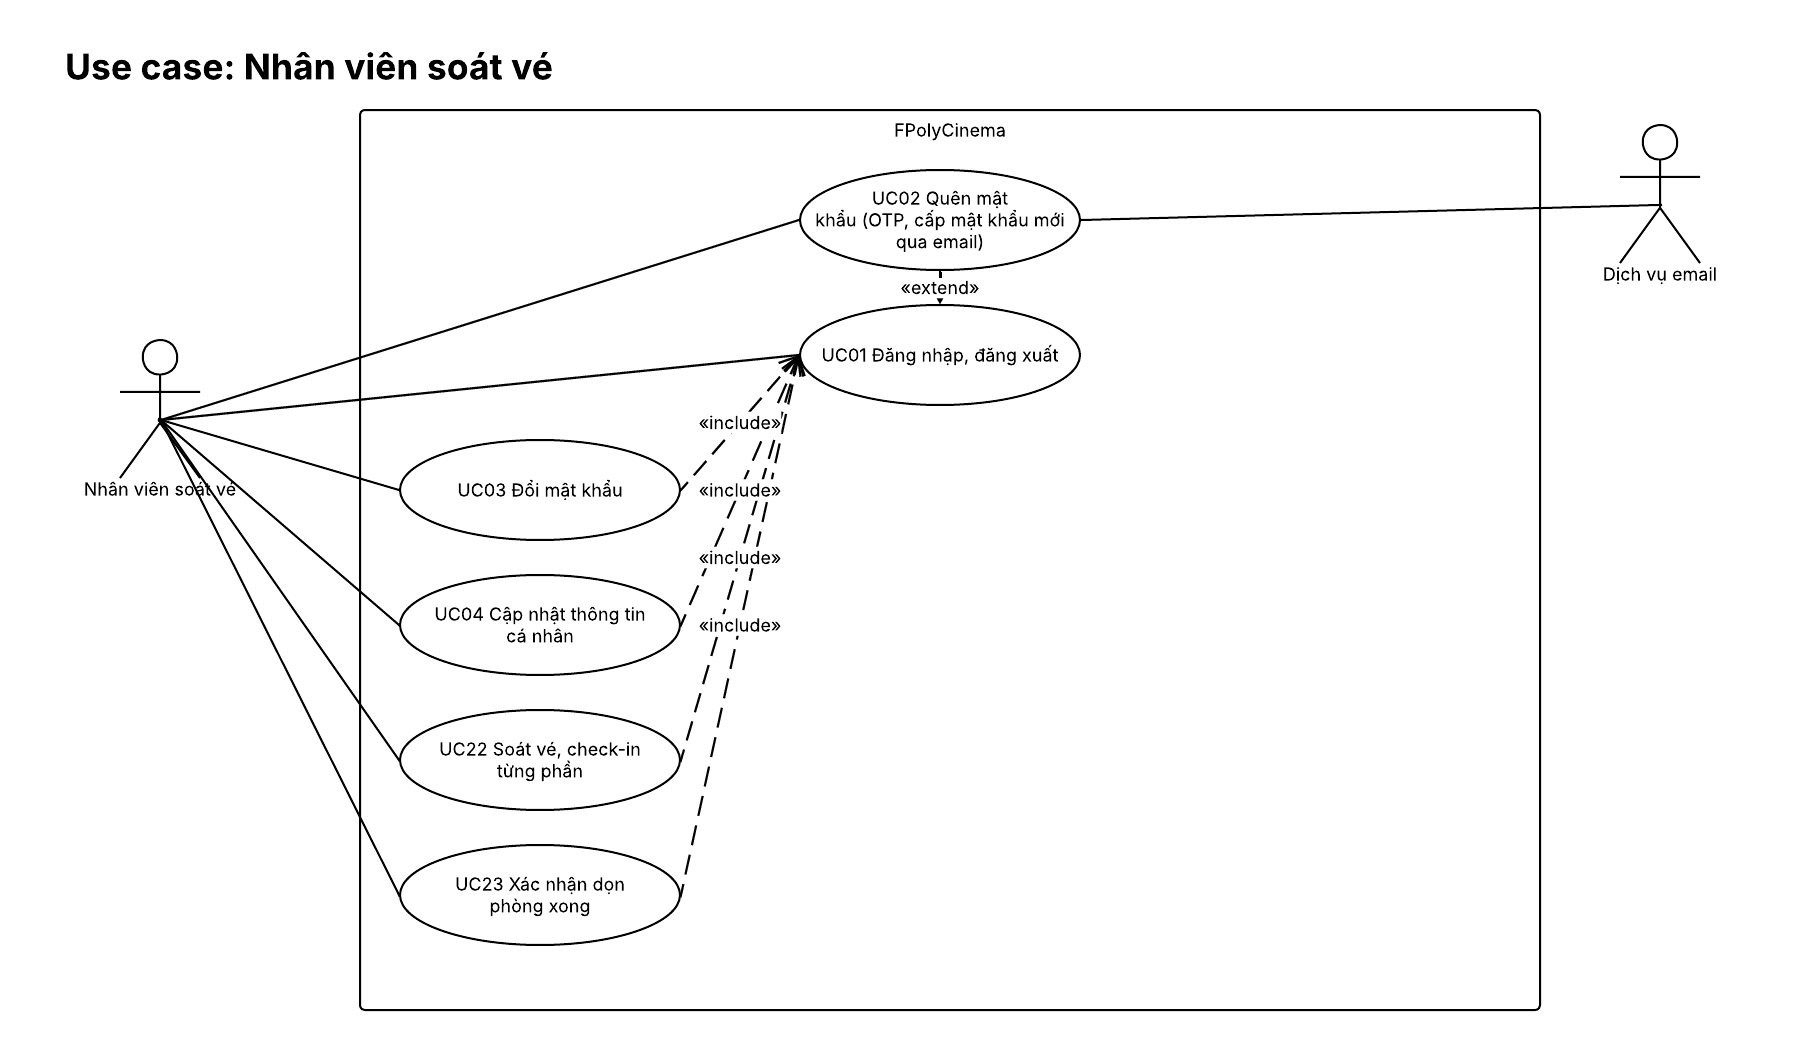 Use case: Nhân viên soát vé
FPolyCinema
UC02 Quên mật
khẩu (OTP, cấp mật khẩu mới
qua email)
Dịch vụ email
«extend»
UC01 Đăng nhập, đăng xuất
«include»
Nhân viên soát vé
UC03 Đổi mật khẩu
«include»
«include»
UC04 Cập nhật thông tin
cá nhân
«include»
UC22 Soát vé, check-in
từng phần
UC23 Xác nhận dọn
phòng xong